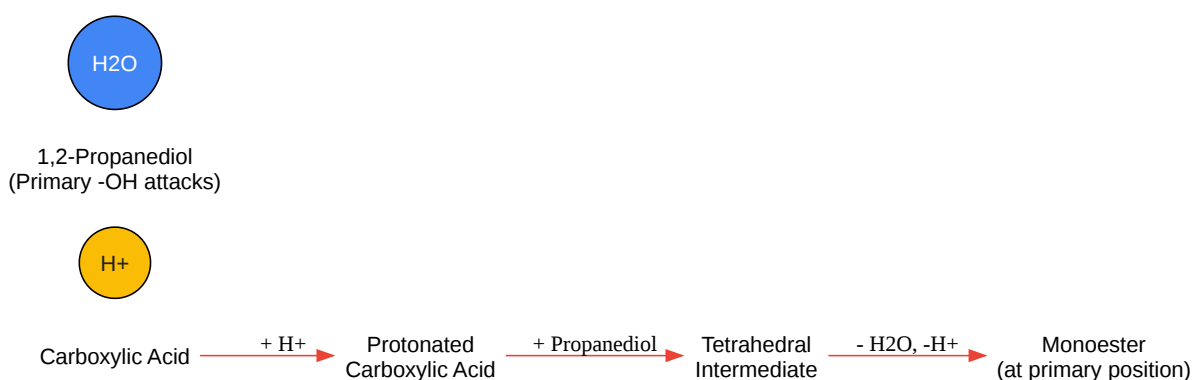 H2O
1,2-Propanediol
(Primary -OH attacks)
H+
Carboxylic Acid
+ H+
Protonated
Carboxylic Acid
+ Propanediol
Tetrahedral
Intermediate
- H2O, -H+
Monoester
(at primary position)